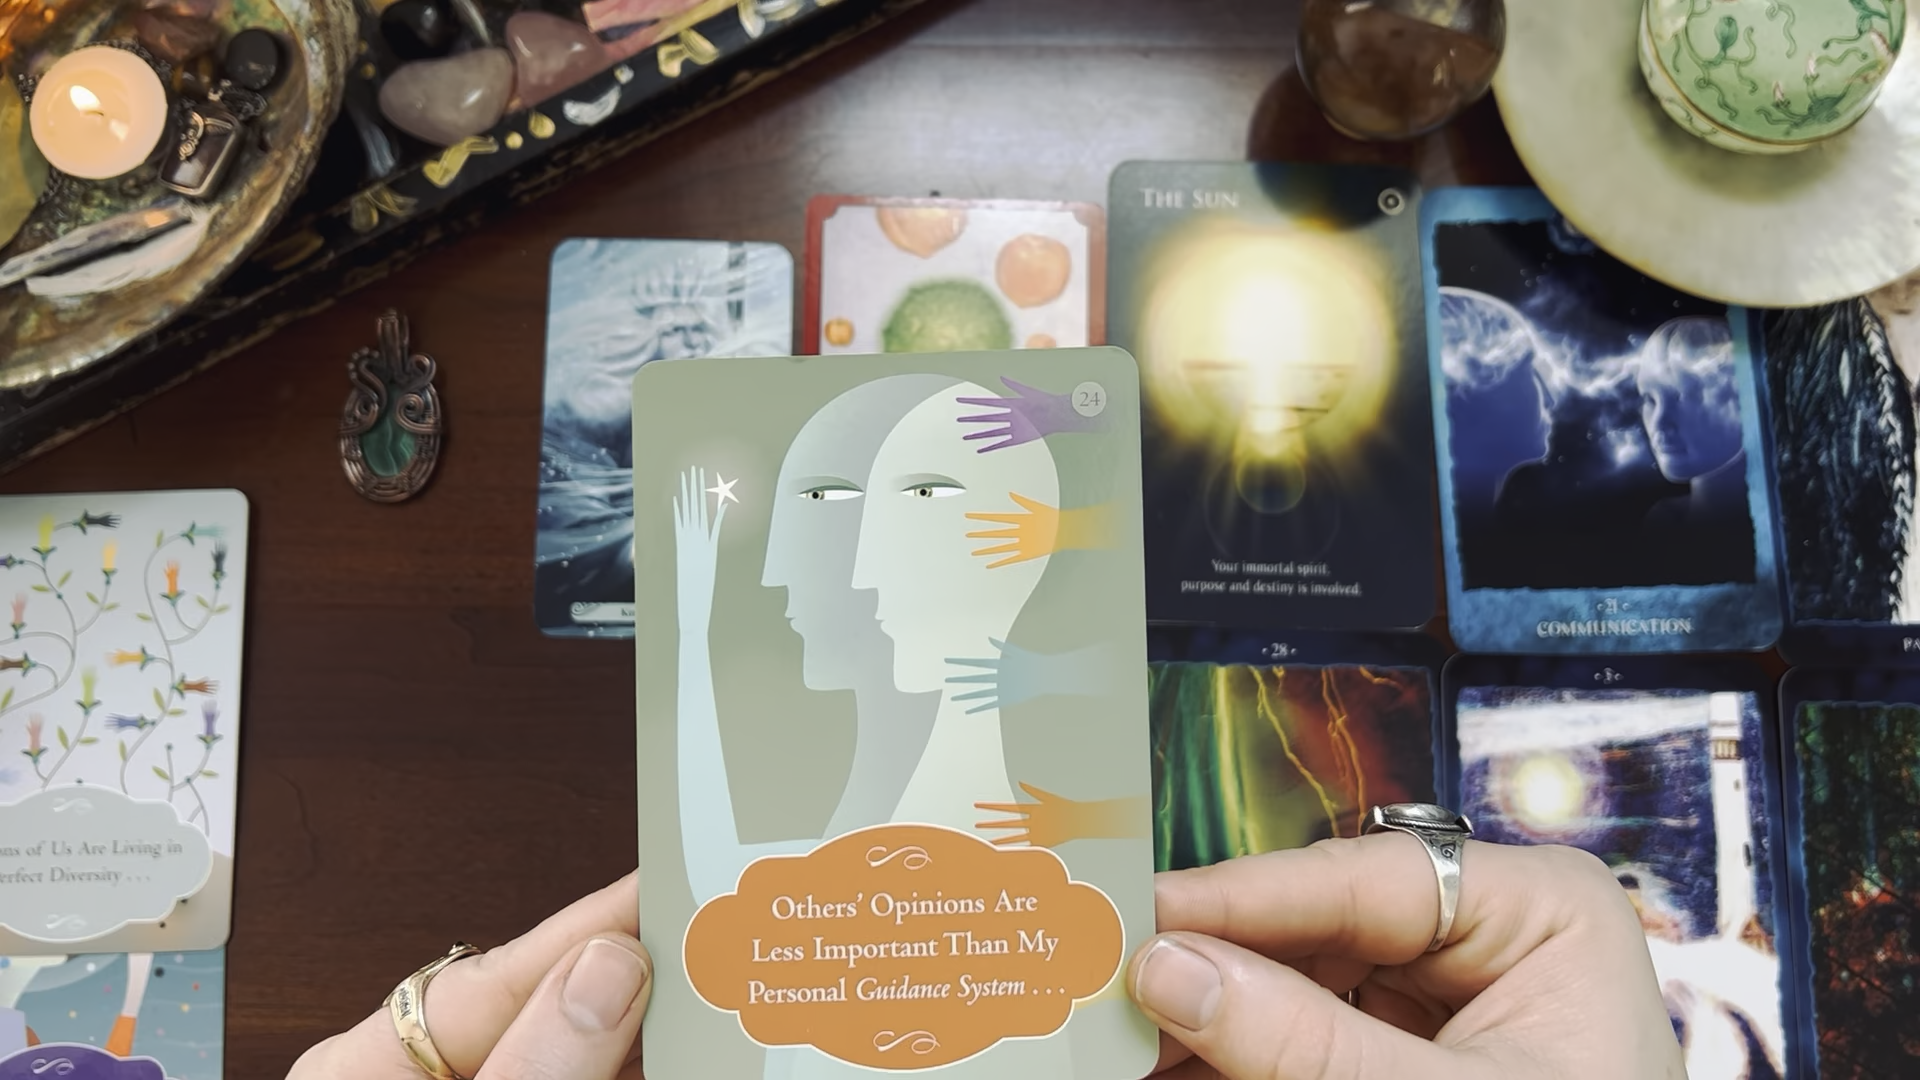 THE SUN
24
Your immortal spirit,
purpose and destiny is involved.
· 21 ·
COMMUNICATION
· 28 ·
ns of Us Are Living in
erfect Diversity . . .
Others' Opinions Are
Less Important Than My
Personal Guidance System . . .